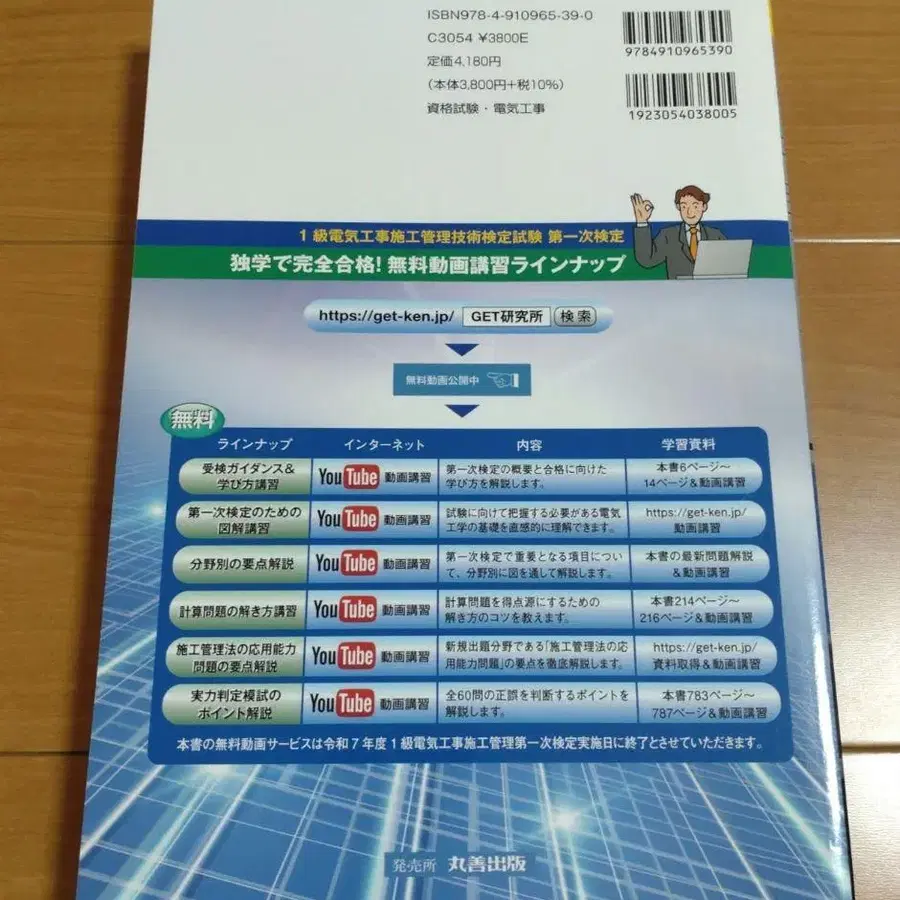 ISBN978-4-910965-39-0
C3054 ¥3800E
定価4,180円
(本体3,800円+税10%)
資格試験・電気工事
9784910965390
1923054038005
1級電気工事施工管理技術検定試験 第一次検定
独学で完全合格!無料動画講習ラインナップ
https://get-ken.jp/ GET研究所 検索
無料動画公開中
無料
ラインナップ インターネット 内容 学習資料
受検ガイダンス&
学び方講習
YouTube 動画講習
第一次検定の概要と合格に向けた
学び方を解説します。
本書6ページ〜
14ページ&動画講習
第一次検定のための
図解講習
YouTube 動画講習
試験に向けて把握する必要がある電気
工学の基礎を直感的に理解できます。
https://get-ken.jp/
動画講習
分野別の要点解説
YouTube 動画講習
第一次検定で重要となる項目につい
て、分野別に図を通して解説します。
本書の最新問題解説
&動画講習
計算問題の解き方講習
YouTube 動画講習
計算問題を得点源にするための
解き方のコツを教えます。
本書214ページ〜
216ページ&動画講習
施工管理法の応用能力
問題の要点解説
YouTube 動画講習
新規出題分野である「施工管理法の応
用能力問題」の要点を徹底解説します。
https://get-ken.jp/
資料取得&動画講習
実力判定模試の
ポイント解説
YouTube 動画講習
全60問の正誤を判断するポイントを
解説します。
本書783ページ〜
787ページ&動画講習
本書の無料動画サービスは令和7年度1級電気工事施工管理第一次検定実施日に終了とさせていただきます。
発売所 丸善出版